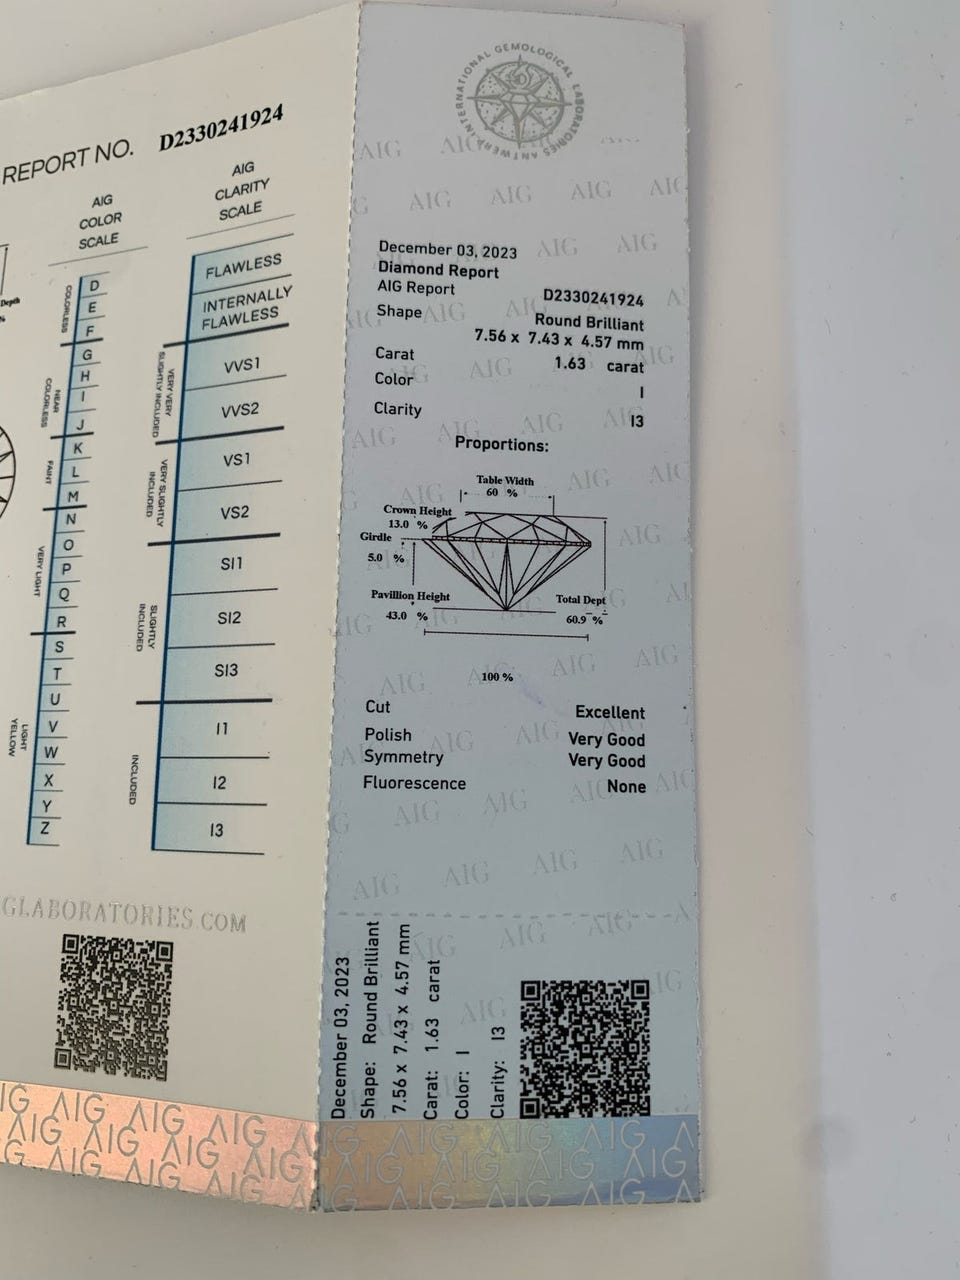 REPORT NO. D2330241924
AIG
COLOR
SCALE
COLORLESS
D
E
F
NEAR
COLORLESS
G
H
I
J
FAINT
K
L
M
VERY LIGHT
N
O
P
Q
R
LIGHT
YELLOW
S
T
U
V
W
X
Y
Z
AIG
CLARITY
SCALE
FLAWLESS
INTERNALLY
FLAWLESS
VERY VERY
SLIGHTLY INCLUDED
VVS1
VVS2
VERY SLIGHTLY
INCLUDED
VS1
VS2
SLIGHTLY
INCLUDED
SI1
SI2
SI3
INCLUDED
I1
I2
I3
Depth
%
GLABORATORIES.COM
INTERNATIONAL GEMOLOGICAL LABORATORIES ANTWERP
December 03, 2023
Diamond Report
AIG Report D2330241924
Shape Round Brilliant
7.56 x 7.43 x 4.57 mm
Carat 1.63 carat
Color I
Clarity I3
Proportions:
Table Width
60 %
Crown Height
13.0 %
Girdle
5.0 %
Pavillion Height
43.0 %
Total Dept
60.9 %
100 %
Cut Excellent
Polish Very Good
Symmetry Very Good
Fluorescence None
December 03, 2023
Shape: Round Brilliant
7.56 x 7.43 x 4.57 mm
Carat: 1.63 carat
Color: I
Clarity: I3
AIG AIG AIG AIG